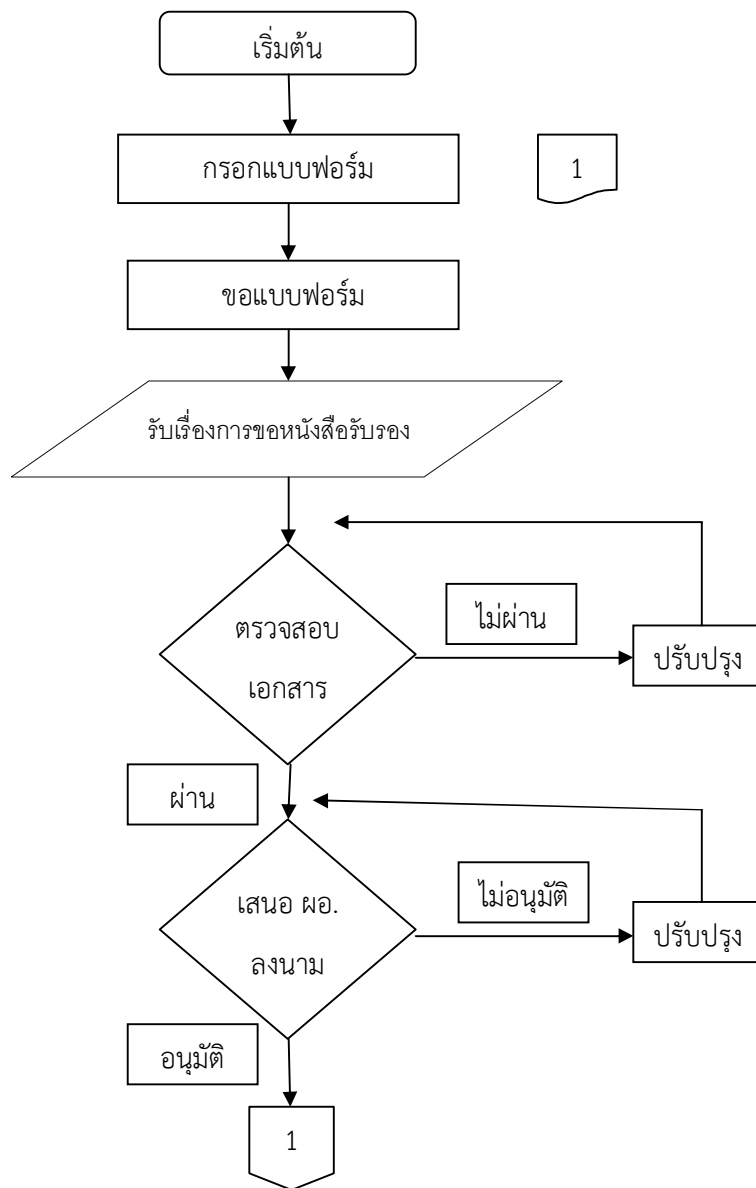 เริ่มต้น
กรอกแบบฟอร์ม
1
ขอแบบฟอร์ม
รับเรื่องการขอหนังสือรับรอง
ตรวจสอบ
เอกสาร
ไม่ผ่าน
ปรับปรุง
ผ่าน
เสนอ ผอ.
ลงนาม
ไม่อนุมัติ
ปรับปรุง
อนุมัติ
1